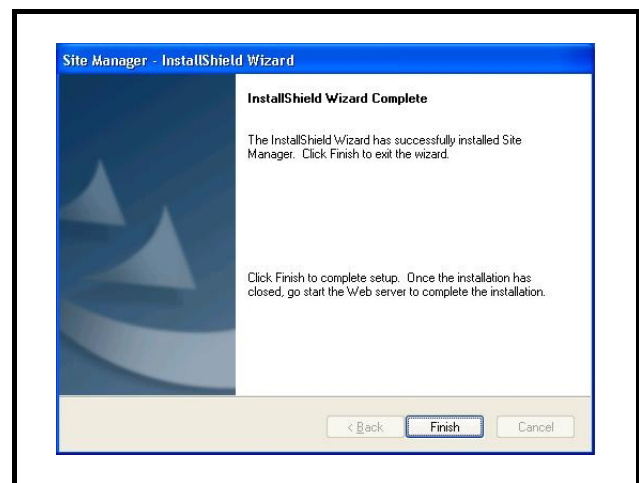 Site Manager - InstallShield Wizard
InstallShield Wizard Complete
The InstallShield Wizard has successfully installed Site
Manager. Click Finish to exit the wizard.
Click Finish to complete setup. Once the installation has
closed, go start the Web server to complete the installation.
< Back
Finish
Cancel